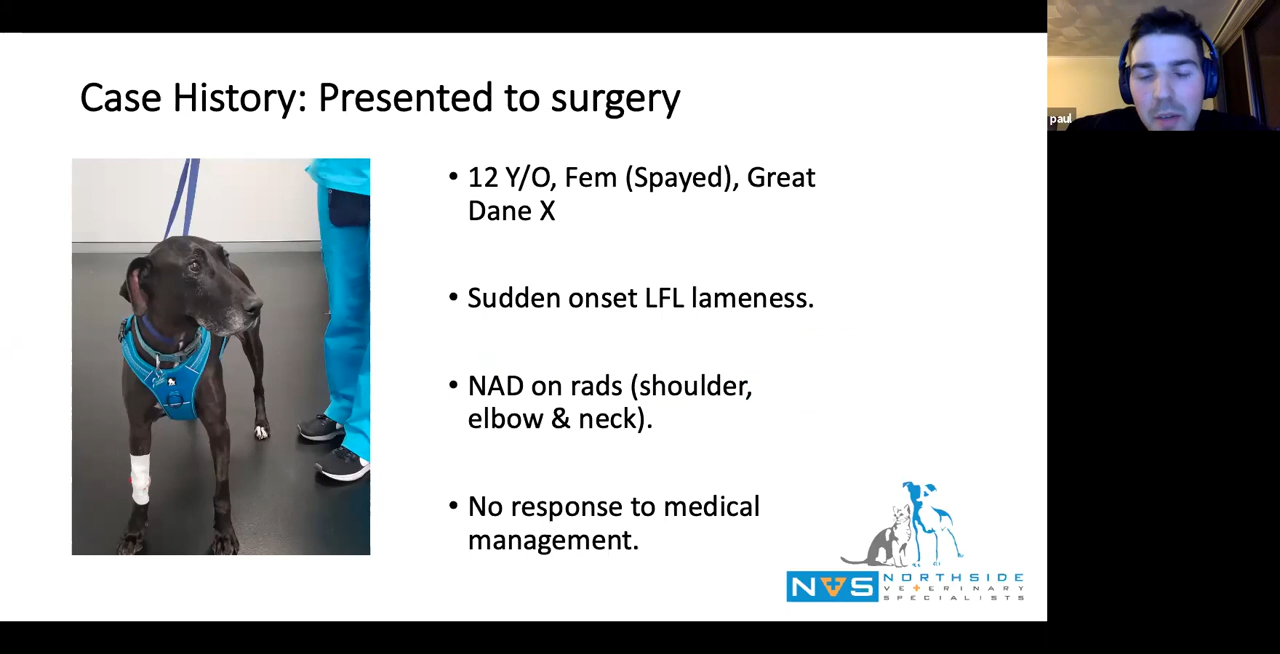 Case History: Presented to surgery
• 12 Y/O, Fem (Spayed), Great
Dane X
• Sudden onset LFL lameness.
• NAD on rads (shoulder,
elbow & neck).
• No response to medical
management.
NVS NORTHSIDE
VETERINARY
SPECIALISTS
paul